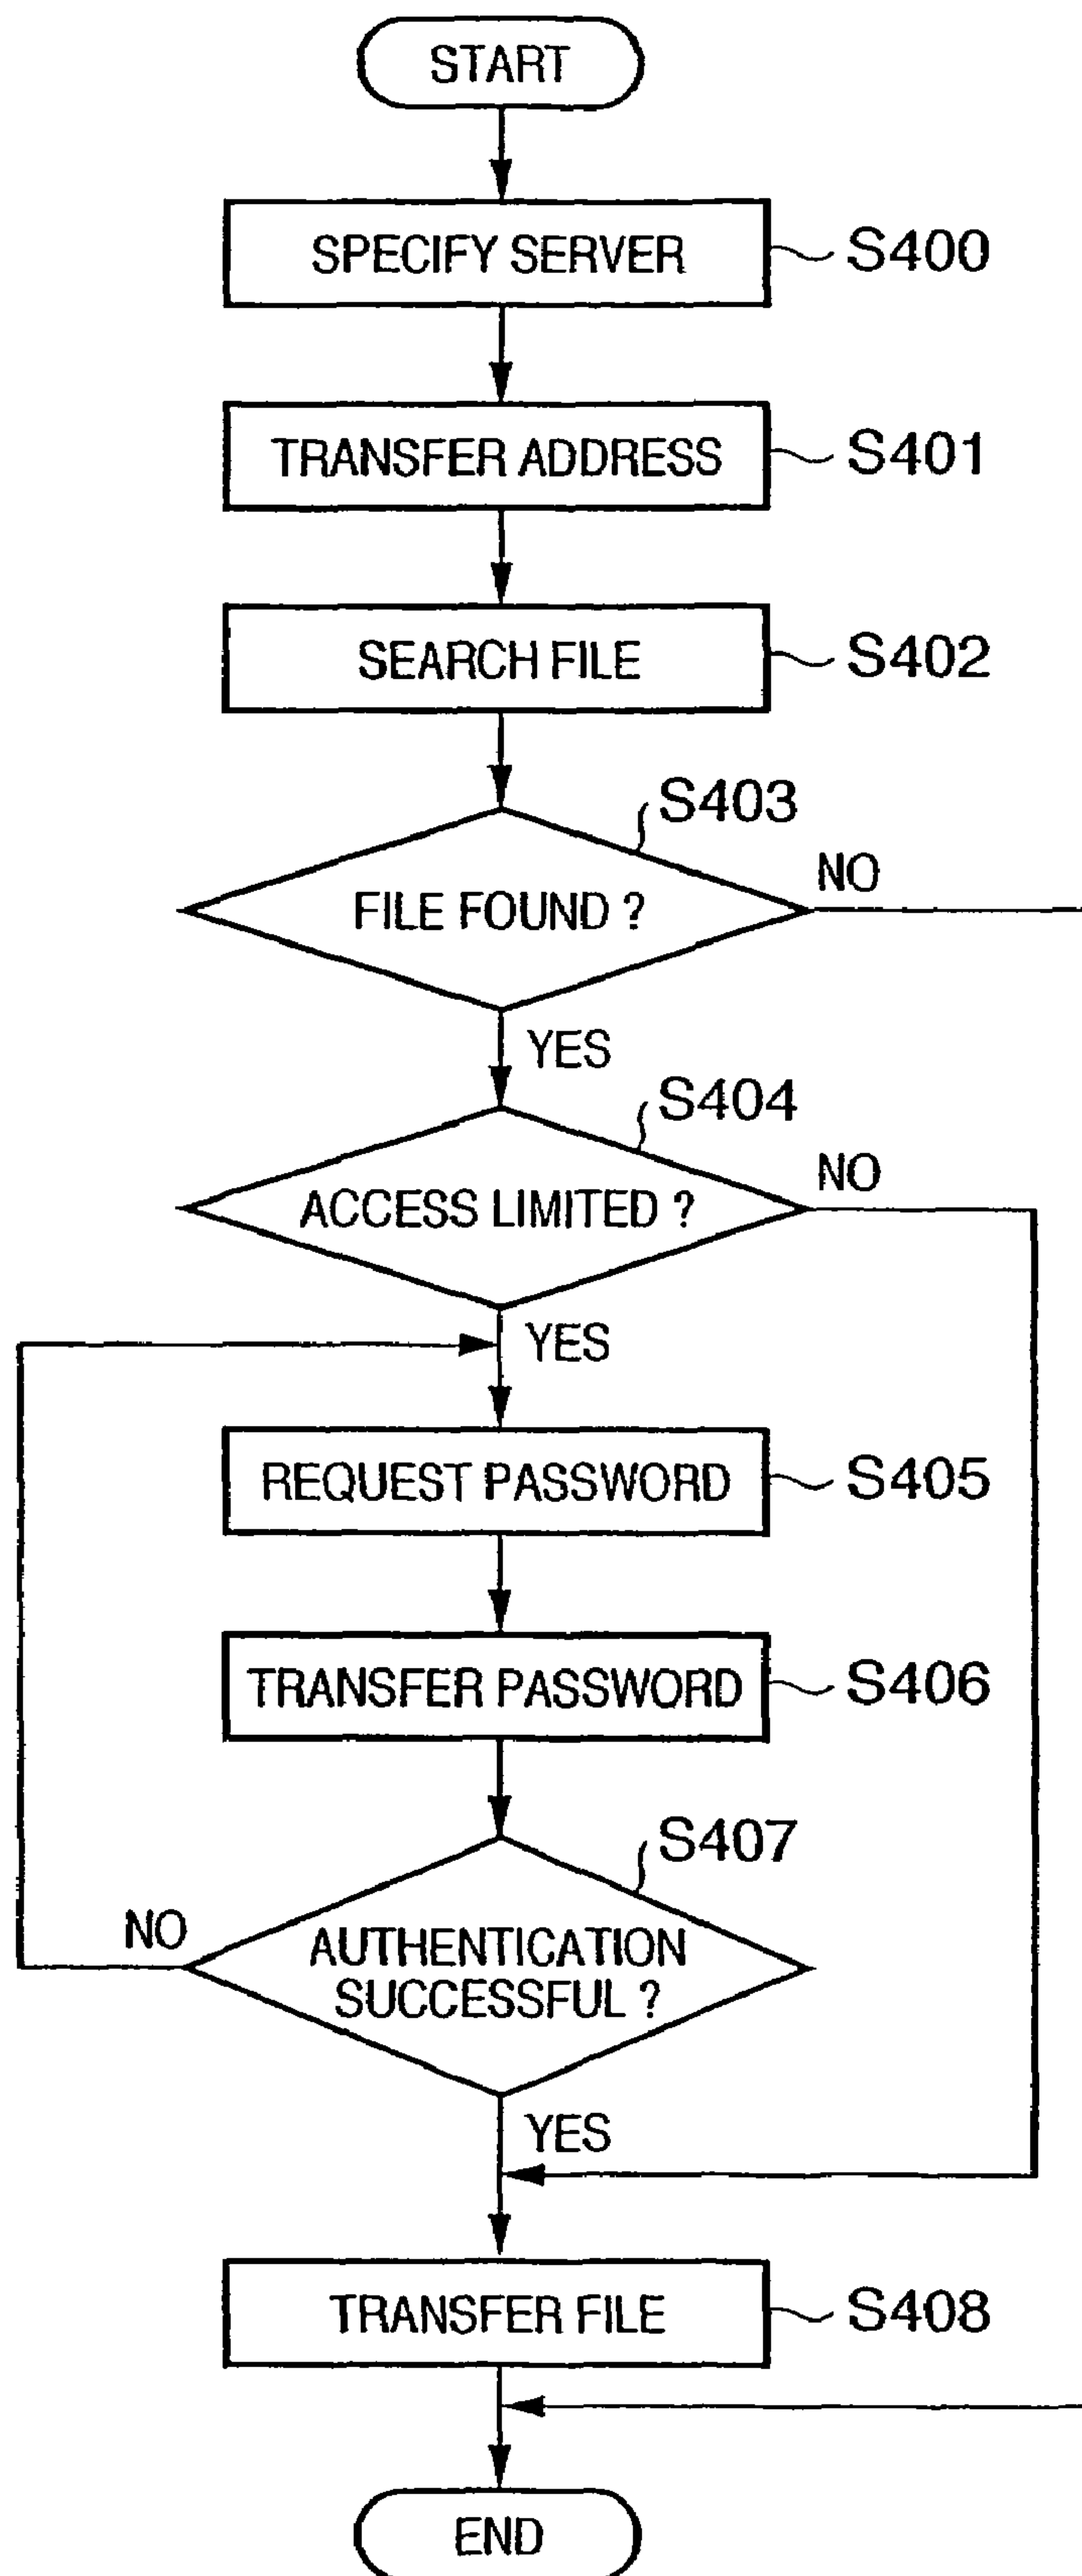 START
SPECIFY SERVER
S400
TRANSFER ADDRESS
S401
SEARCH FILE
S402
S403
FILE FOUND ?
NO
YES
S404
ACCESS LIMITED ?
NO
YES
REQUEST PASSWORD
S405
TRANSFER PASSWORD
S406
S407
AUTHENTICATION
SUCCESSFUL ?
NO
YES
TRANSFER FILE
S408
END